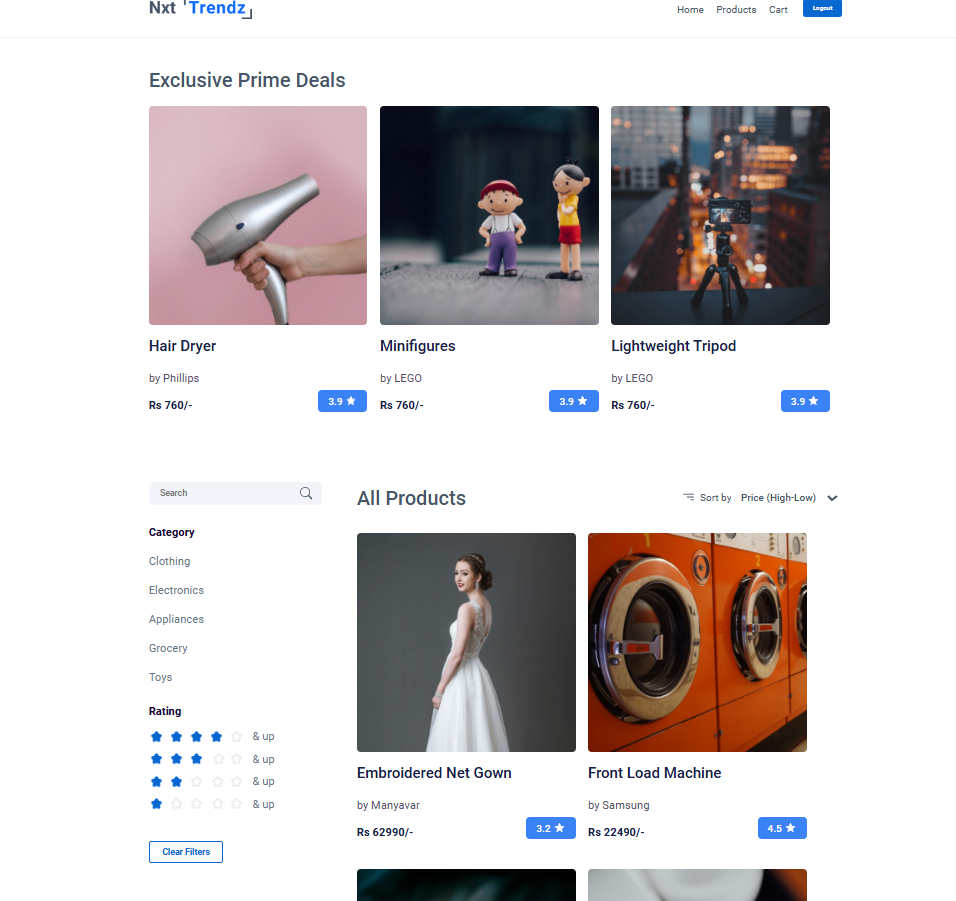 Nxt Trendz
Home Products Cart Logout
Exclusive Prime Deals
Hair Dryer
by Phillips
Rs 760/-
3.9
Minifigures
by LEGO
Rs 760/-
3.9
Lightweight Tripod
by LEGO
Rs 760/-
3.9
Search
Category
Clothing
Electronics
Appliances
Grocery
Toys
Rating
& up
& up
& up
& up
Clear Filters
All Products
Sort by Price (High-Low)
Embroidered Net Gown
by Manyavar
Rs 62990/-
3.2
Front Load Machine
by Samsung
Rs 22490/-
4.5